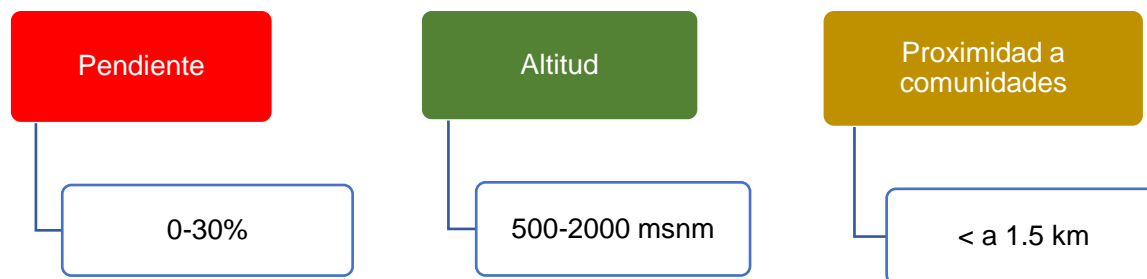 Pendiente
0-30%
Altitud
500-2000 msnm
Proximidad a
comunidades
< a 1.5 km